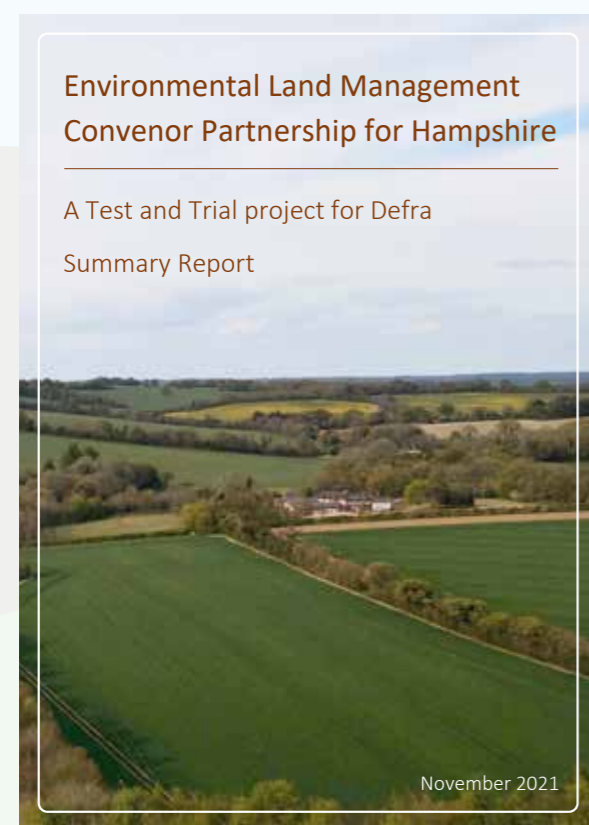 Environmental Land Management
Convenor Partnership for Hampshire
A Test and Trial project for Defra
Summary Report
November 2021